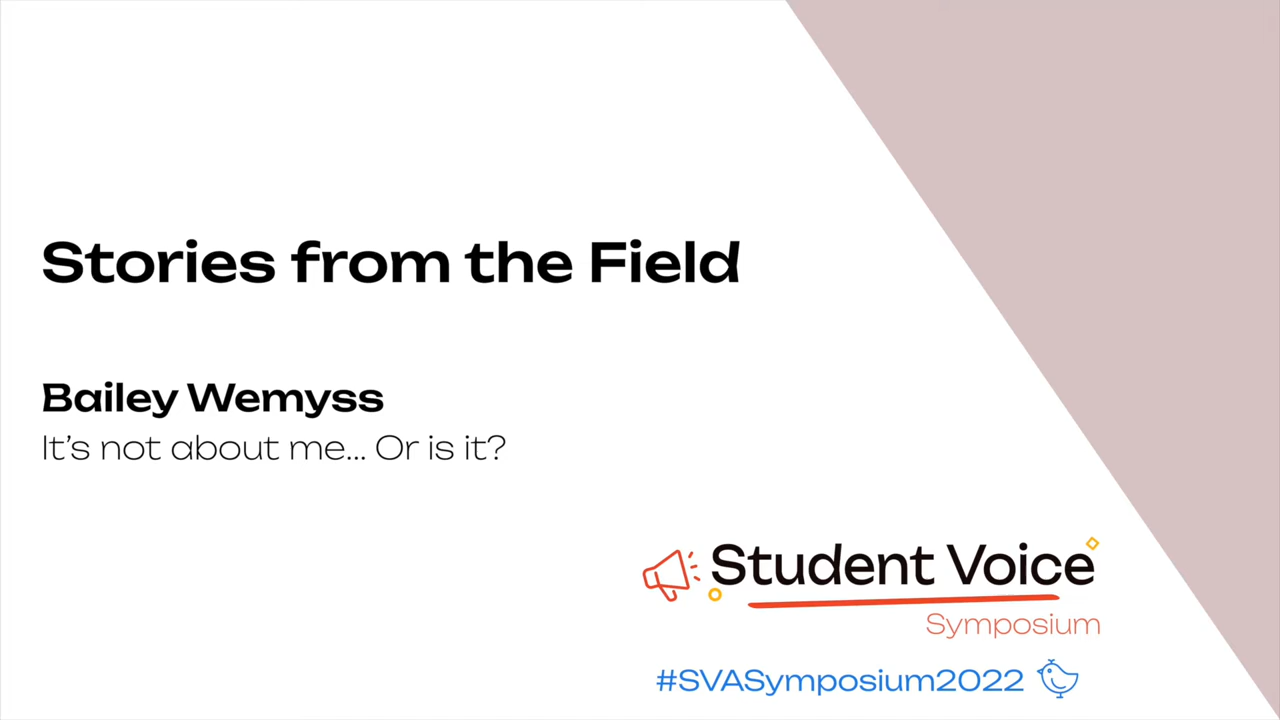 Stories from the Field
Bailey Wemyss
It's not about me... Or is it?
Student Voice
Symposium
#SVASymposium2022